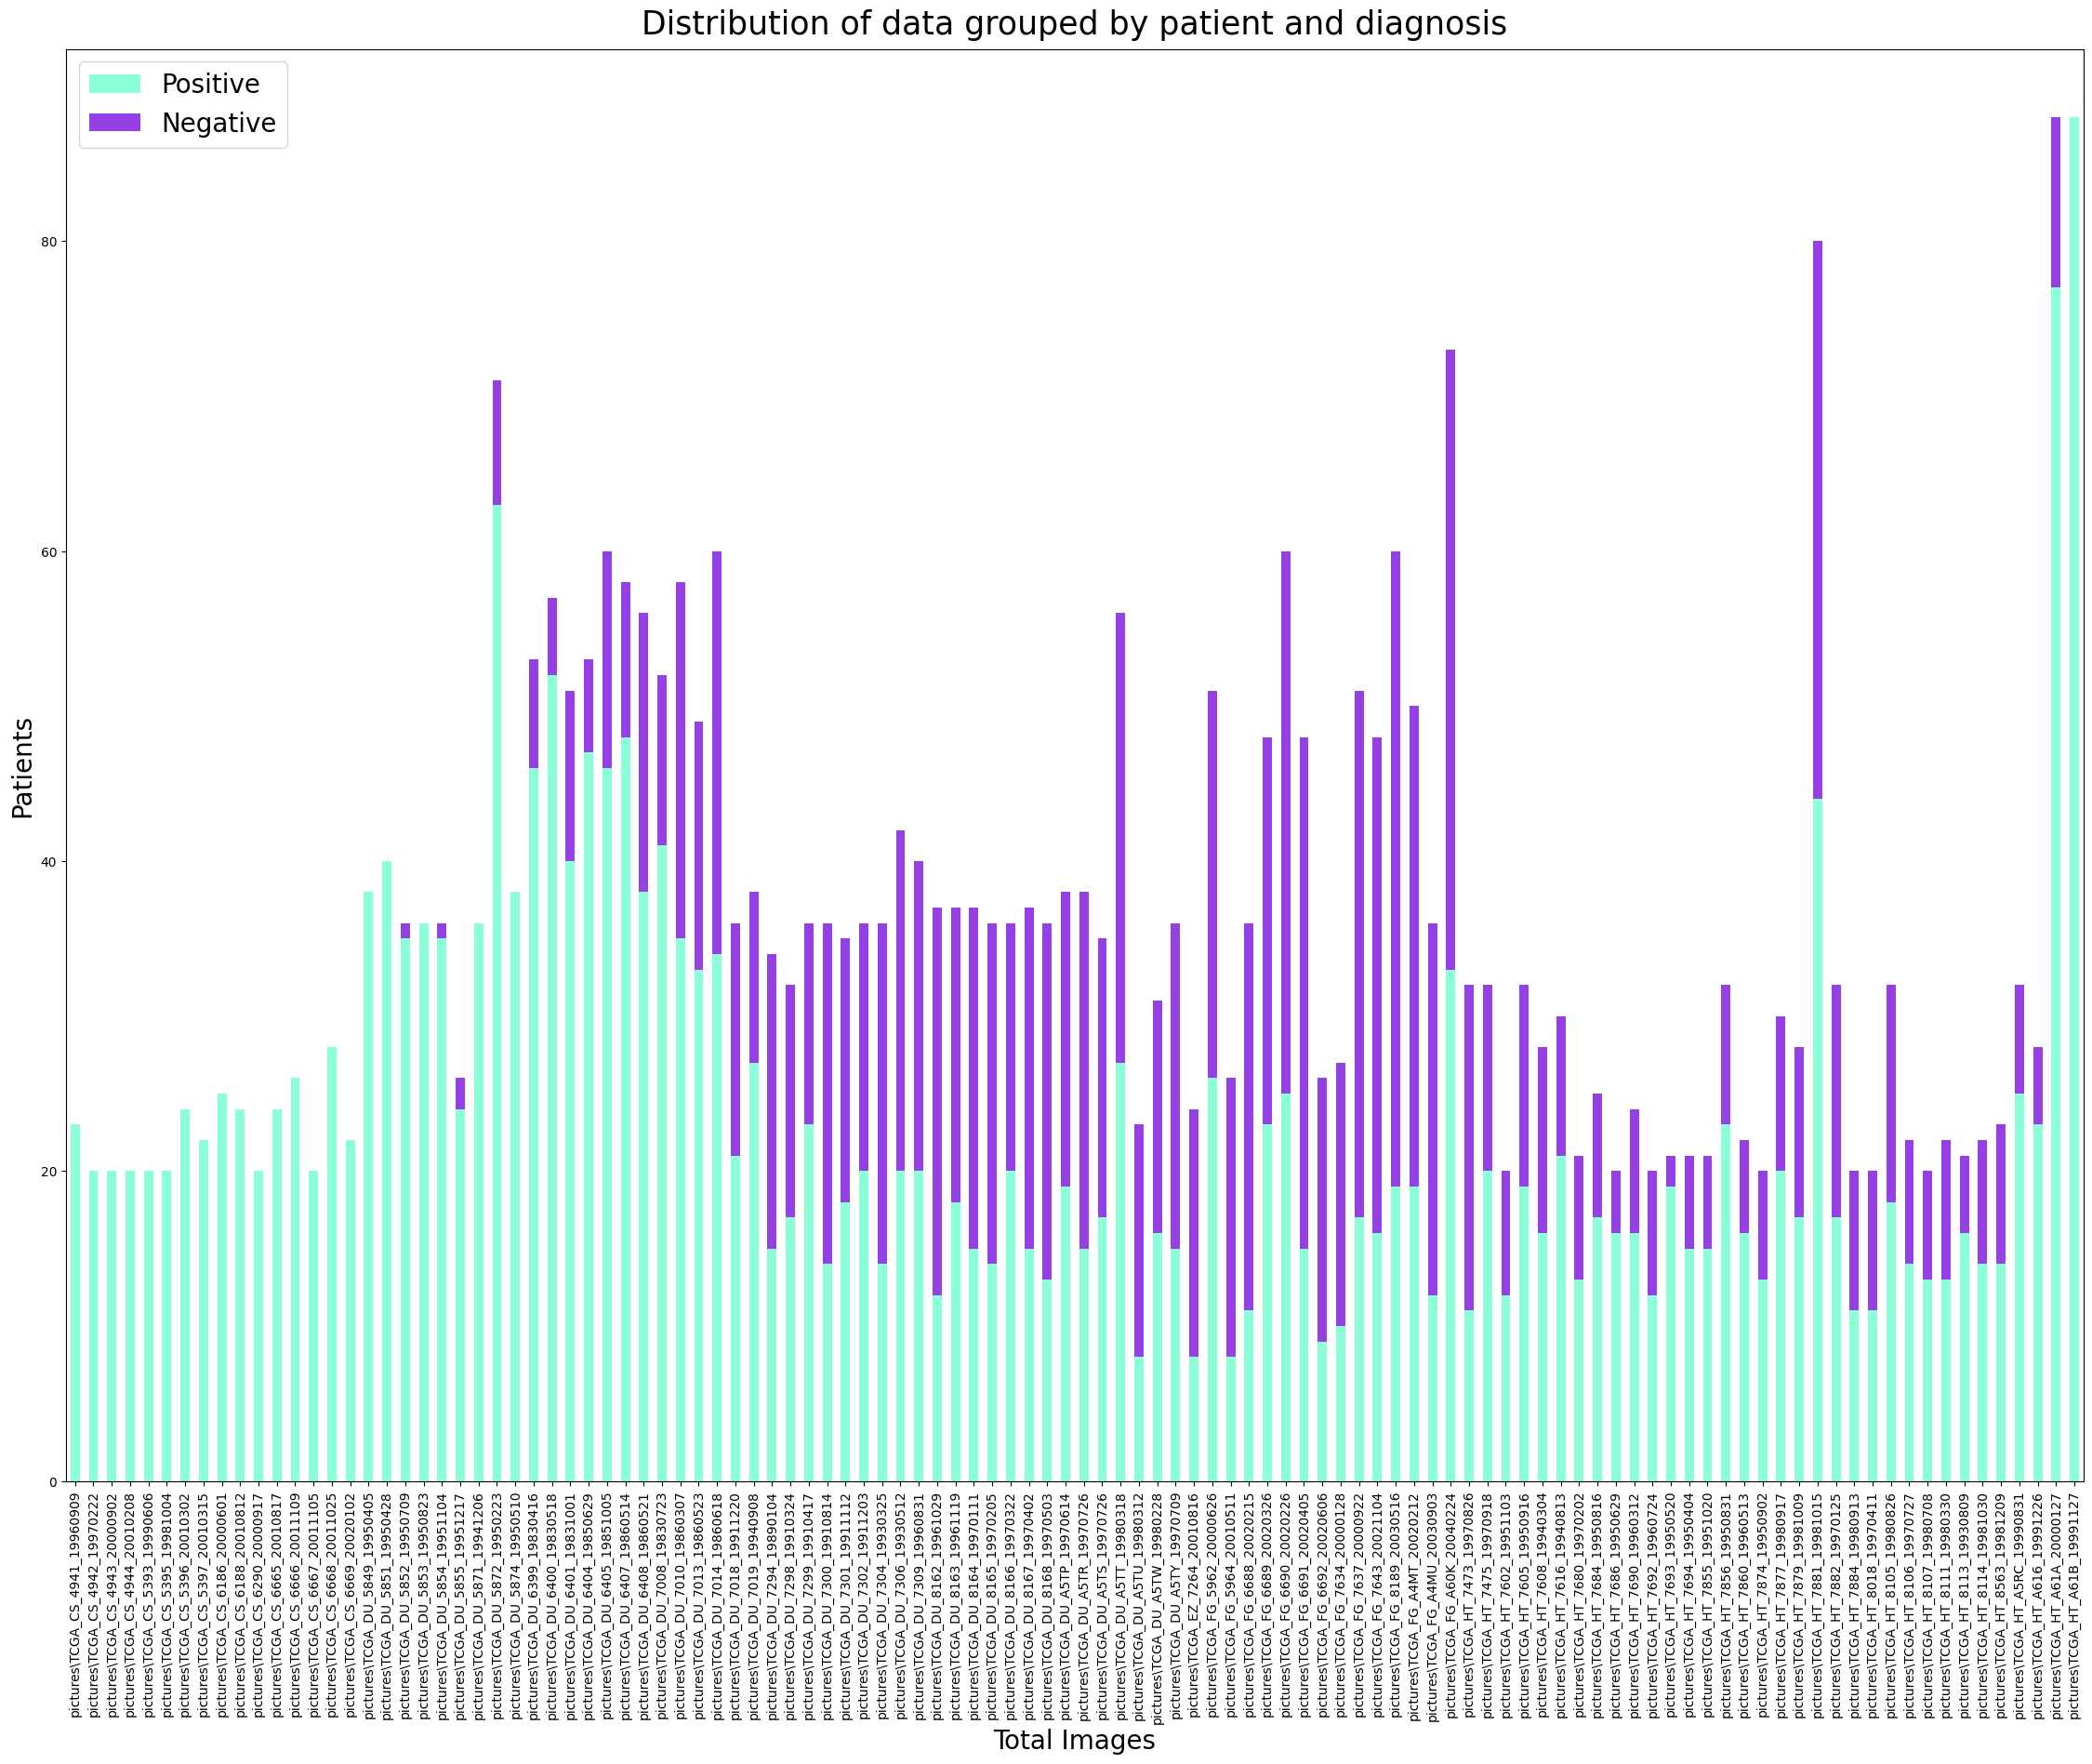 Distribution of data grouped by patient and diagnosis
Positive
Negative
Patients
80
60
40
20
0
pictures\TCGA_CS_4941_19960909
pictures\TCGA_CS_4942_19970222
pictures\TCGA_CS_4943_20000902
pictures\TCGA_CS_4944_20010208
pictures\TCGA_CS_5393_19990606
pictures\TCGA_CS_5395_19981004
pictures\TCGA_CS_5396_20010302
pictures\TCGA_CS_5397_20010315
pictures\TCGA_CS_6186_20000601
pictures\TCGA_CS_6188_20010812
pictures\TCGA_CS_6290_20000917
pictures\TCGA_CS_6665_20010817
pictures\TCGA_CS_6666_20011109
pictures\TCGA_CS_6667_20011105
pictures\TCGA_CS_6668_20011025
pictures\TCGA_CS_6669_20020102
pictures\TCGA_DU_5849_19950405
pictures\TCGA_DU_5851_19950428
pictures\TCGA_DU_5852_19950709
pictures\TCGA_DU_5853_19950823
pictures\TCGA_DU_5854_19951104
pictures\TCGA_DU_5855_19951217
pictures\TCGA_DU_5871_19941206
pictures\TCGA_DU_5872_19950223
pictures\TCGA_DU_5874_19950510
pictures\TCGA_DU_6399_19830416
pictures\TCGA_DU_6400_19830518
pictures\TCGA_DU_6401_19831001
pictures\TCGA_DU_6404_19850629
pictures\TCGA_DU_6405_19851005
pictures\TCGA_DU_6407_19860514
pictures\TCGA_DU_6408_19860521
pictures\TCGA_DU_7008_19830723
pictures\TCGA_DU_7010_19860307
pictures\TCGA_DU_7013_19860523
pictures\TCGA_DU_7014_19860618
pictures\TCGA_DU_7018_19911220
pictures\TCGA_DU_7019_19940908
pictures\TCGA_DU_7294_19890104
pictures\TCGA_DU_7298_19910324
pictures\TCGA_DU_7299_19910417
pictures\TCGA_DU_7300_19910814
pictures\TCGA_DU_7301_19911112
pictures\TCGA_DU_7302_19911203
pictures\TCGA_DU_7304_19930325
pictures\TCGA_DU_7306_19930512
pictures\TCGA_DU_7309_19960831
pictures\TCGA_DU_8162_19961029
pictures\TCGA_DU_8163_19961119
pictures\TCGA_DU_8164_19970111
pictures\TCGA_DU_8165_19970205
pictures\TCGA_DU_8166_19970322
pictures\TCGA_DU_8167_19970402
pictures\TCGA_DU_8168_19970503
pictures\TCGA_DU_A5TP_19970614
pictures\TCGA_DU_A5TR_19970726
pictures\TCGA_DU_A5TS_19970726
pictures\TCGA_DU_A5TT_19980318
pictures\TCGA_DU_A5TU_19980312
pictures\TCGA_DU_A5TW_19980228
pictures\TCGA_DU_A5TY_19970709
pictures\TCGA_EZ_7264_20010816
pictures\TCGA_FG_5962_20000626
pictures\TCGA_FG_5964_20010511
pictures\TCGA_FG_6688_20020215
pictures\TCGA_FG_6689_20020326
pictures\TCGA_FG_6690_20020226
pictures\TCGA_FG_6691_20020405
pictures\TCGA_FG_6692_20020606
pictures\TCGA_FG_7634_20000128
pictures\TCGA_FG_7637_20000922
pictures\TCGA_FG_7643_20021104
pictures\TCGA_FG_8189_20030516
pictures\TCGA_FG_A4MT_20020212
pictures\TCGA_FG_A4MU_20030903
pictures\TCGA_FG_A60K_20040224
pictures\TCGA_HT_7473_19970826
pictures\TCGA_HT_7475_19970918
pictures\TCGA_HT_7602_19951103
pictures\TCGA_HT_7605_19950916
pictures\TCGA_HT_7608_19940304
pictures\TCGA_HT_7616_19940813
pictures\TCGA_HT_7680_19970202
pictures\TCGA_HT_7684_19950816
pictures\TCGA_HT_7686_19950629
pictures\TCGA_HT_7690_19960312
pictures\TCGA_HT_7692_19960724
pictures\TCGA_HT_7693_19950520
pictures\TCGA_HT_7694_19950404
pictures\TCGA_HT_7855_19951020
pictures\TCGA_HT_7856_19950831
pictures\TCGA_HT_7860_19960513
pictures\TCGA_HT_7874_19950902
pictures\TCGA_HT_7877_19980917
pictures\TCGA_HT_7879_19981009
pictures\TCGA_HT_7881_19981015
pictures\TCGA_HT_7882_19970125
pictures\TCGA_HT_7884_19980913
pictures\TCGA_HT_8018_19970411
pictures\TCGA_HT_8105_19980826
pictures\TCGA_HT_8106_19970727
pictures\TCGA_HT_8107_19980708
pictures\TCGA_HT_8111_19980330
pictures\TCGA_HT_8113_19930809
pictures\TCGA_HT_8114_19981030
pictures\TCGA_HT_8563_19981209
pictures\TCGA_HT_A5RC_19990831
pictures\TCGA_HT_A616_19991226
pictures\TCGA_HT_A61A_20000127
pictures\TCGA_HT_A61B_19991127
Total Images